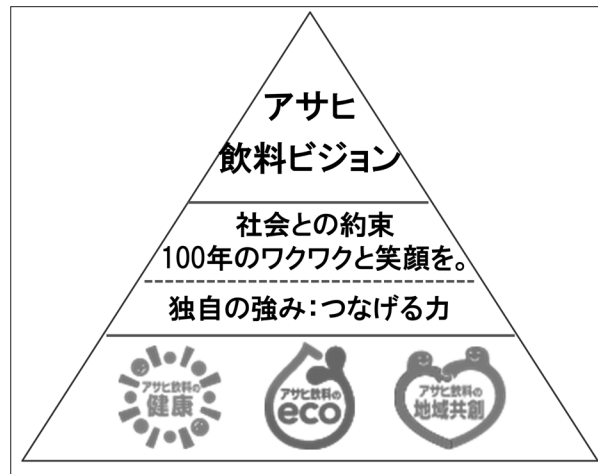 アサヒ
飲料ビジョン
社会との約束
100年のワクワクと笑顔を。
独自の強み：つなげる力
アサヒ飲料の
健康
アサヒ飲料の
eco
アサヒ飲料の
地域共創